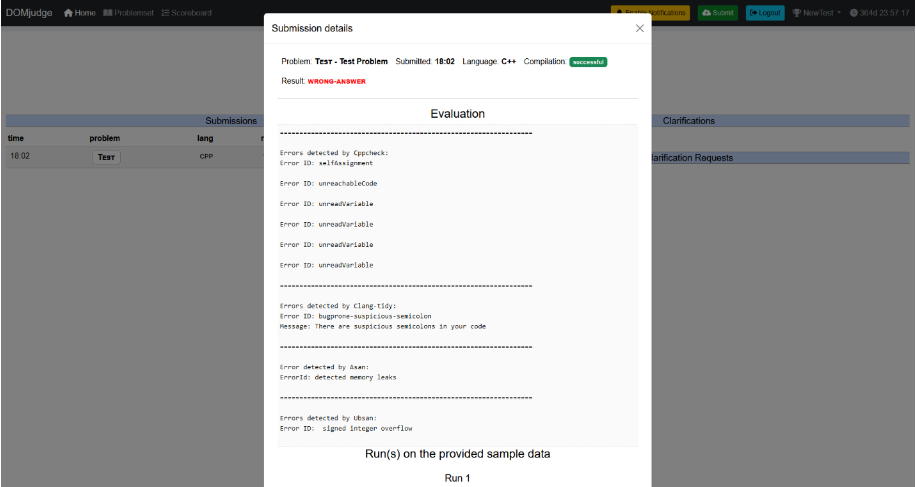 DOMjudge Home Problemset Scoreboard Enable Notifications Submit Logout NewTest 364d 23:57:17
Submission details
Problem: TEST - Test Problem Submitted: 18:02 Language: C++ Compilation: successful
Result: WRONG-ANSWER
Evaluation
Submissions
Clarifications
time problem lang
18:02 TEST CPP
Clarification Requests
------------------------------------------------------------------
Errors detected by Cppcheck:
Error ID: selfAssignment
Error ID: unreachableCode
Error ID: unreadVariable
Error ID: unreadVariable
Error ID: unreadVariable
Error ID: unreadVariable
------------------------------------------------------------------
Errors detected by Clang-tidy:
Error ID: bugprone-suspicious-semicolon
Message: There are suspicious semicolons in your code
------------------------------------------------------------------
Error detected by Asan:
ErrorId: detected memory leaks
------------------------------------------------------------------
Errors detected by Ubsan:
Error ID: signed integer overflow
Run(s) on the provided sample data
Run 1